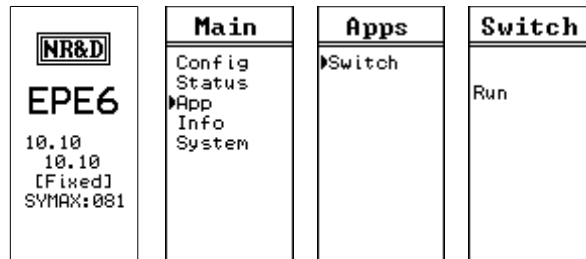 NR&D
EPE6
10.10
10.10
[Fixed]
SYMAX:081
Main
Config
Status
App
Info
System
Apps
Switch
Switch
Run